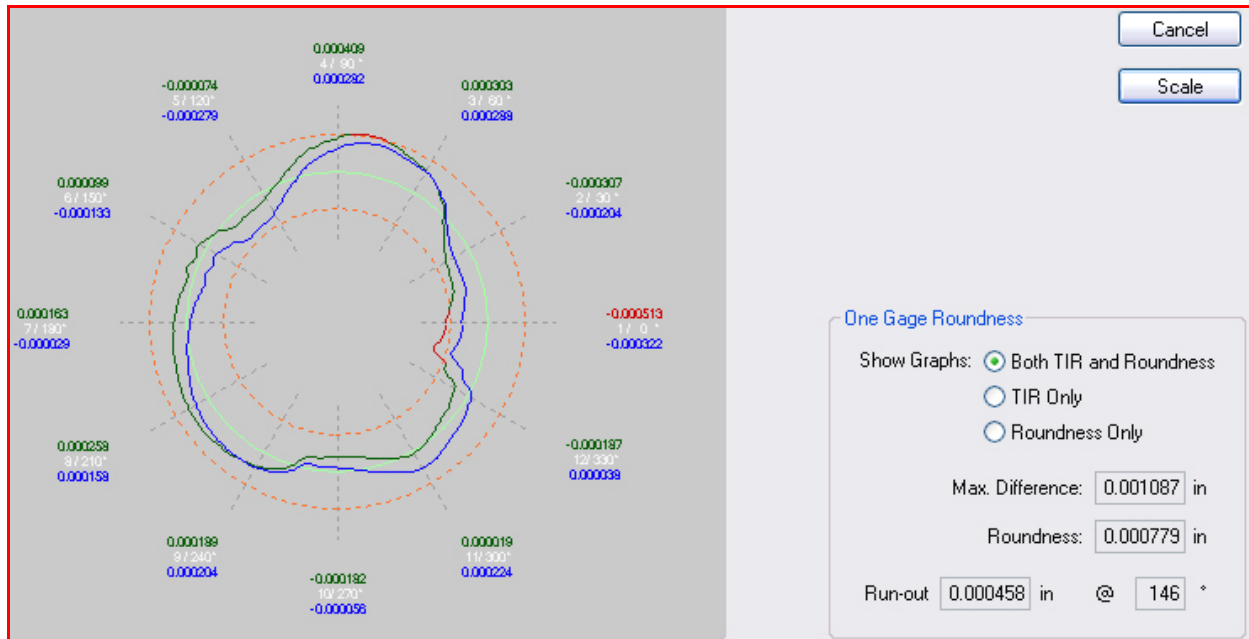 Cancel
Scale
0.000409
4 / 90 °
0.000282
-0.000074
5 / 120°
-0.000279
0.000303
3 / 60 °
0.000288
0.000099
6 / 150°
-0.000133
-0.000307
2 / 30 °
-0.000204
0.000163
7 / 180°
-0.000029
-0.000513
1 / 0 °
-0.000322
0.000259
8 / 210°
0.000159
-0.000187
12/ 330°
0.000039
0.000189
9 / 240°
0.000204
-0.000182
10/ 270°
-0.000056
0.000019
11/ 300°
0.000224
One Gage Roundness
Show Graphs: Both TIR and Roundness
TIR Only
Roundness Only
Max. Difference: 0.001087 in
Roundness: 0.000779 in
Run-out 0.000458 in @ 146 °